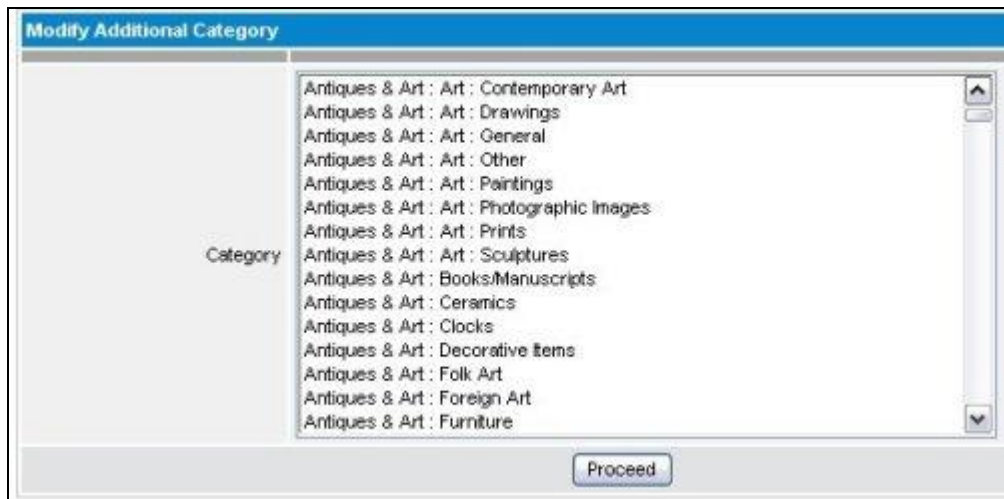 Modify Additional Category
Category
Antiques & Art : Art : Contemporary Art
Antiques & Art : Art : Drawings
Antiques & Art : Art : General
Antiques & Art : Art : Other
Antiques & Art : Art : Paintings
Antiques & Art : Art : Photographic Images
Antiques & Art : Art : Prints
Antiques & Art : Art : Sculptures
Antiques & Art : Books/Manuscripts
Antiques & Art : Ceramics
Antiques & Art : Clocks
Antiques & Art : Decorative Items
Antiques & Art : Folk Art
Antiques & Art : Foreign Art
Antiques & Art : Furniture
Proceed